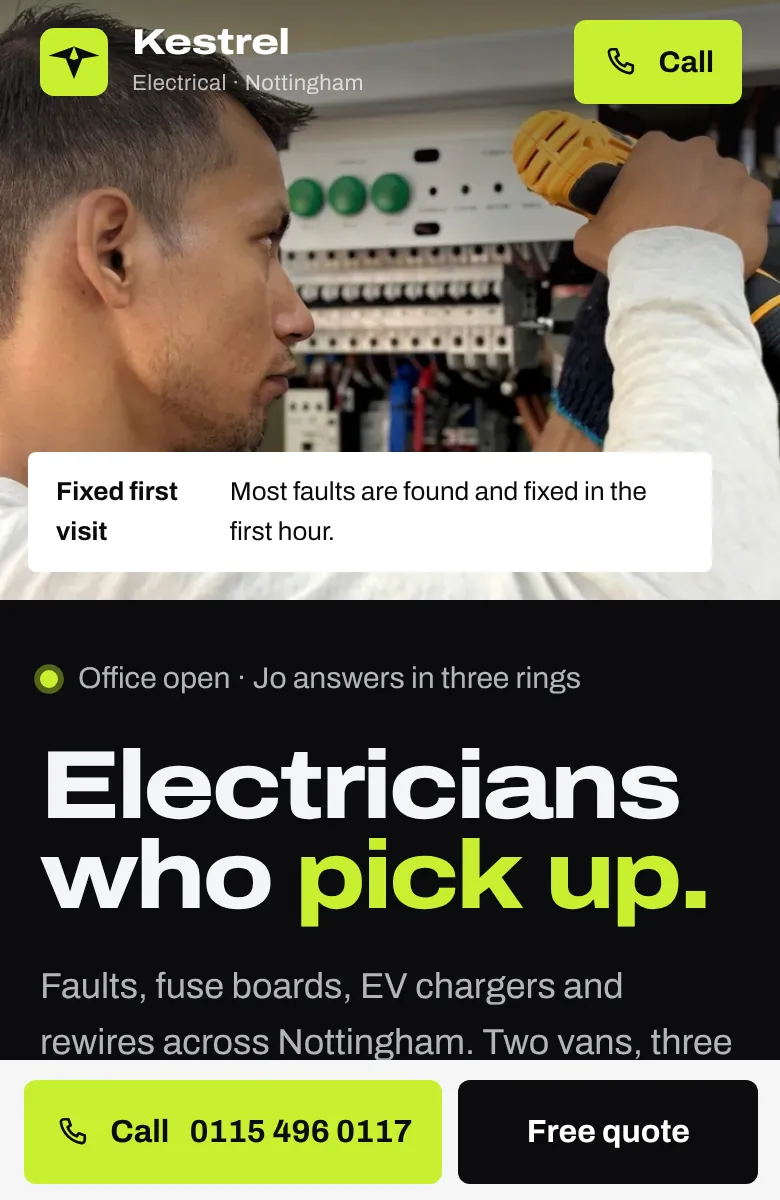 Kestrel
Electrical · Nottingham
Call
Fixed first visit
Most faults are found and fixed in the first hour.
Office open · Jo answers in three rings
Electricians
who pick up.
Faults, fuse boards, EV chargers and
rewires across Nottingham. Two vans, three
Call 0115 496 0117
Free quote